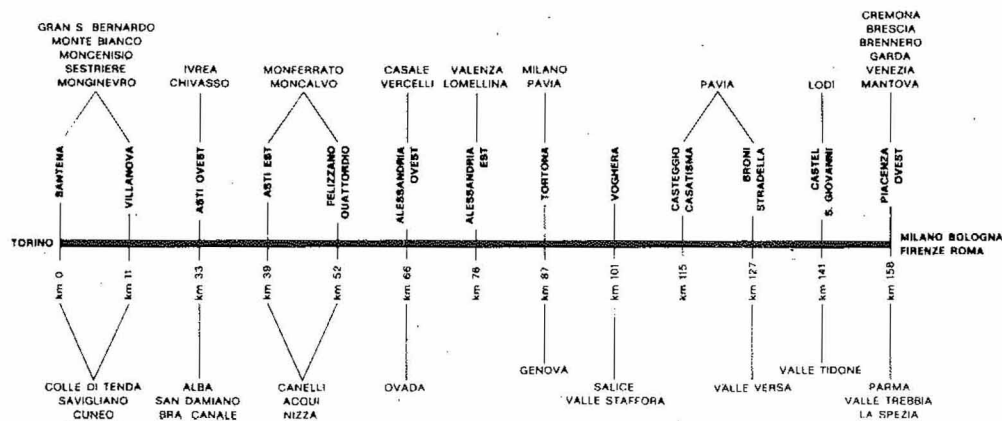 GRAN S. BERNARDO
MONTE BIANCO
MONCENISIO
SESTRIERE
MONGINEVRO
IVREA
CHIVASSO
MONFERRATO
MONCALVO
CASALE
VERCELLI
VALENZA
LOMELLINA
MILANO
PAVIA
PAVIA
LODI
CREMONA
BRESCIA
BRENNERO
GARDA
VENEZIA
MANTOVA
SANTENA
VILLANOVA
ASTI OVEST
ASTI EST
FELIZZANO
QUATTORDIO
ALESSANDRIA
OVEST
ALESSANDRIA
EST
TORTONA
VOGHERA
CASTEGGIO
CASATISMA
BRONI
STRADELLA
CASTEL
S. GIOVANNI
PIACENZA
OVEST
TORINO
MILANO BOLOGNA
FIRENZE ROMA
km 0
km 11
km 33
km 39
km 52
km 66
km 76
km 87
km 101
km 115
km 127
km 141
km 158
COLLE DI TENDA
SAVIGLIANO
CUNEO
ALBA
SAN DAMIANO
BRA CANALE
CANELLI
ACQUI
NIZZA
OVADA
GENOVA
SALICE
VALLE STAFFORA
VALLE VERSA
VALLE TIDONE
PARMA
VALLE TREBBIA
LA SPEZIA